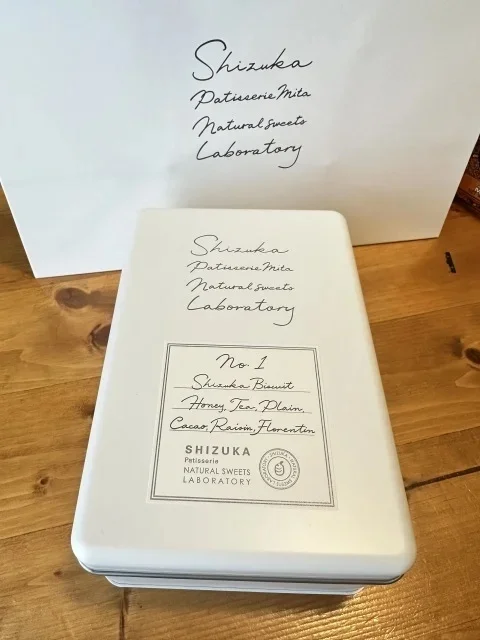 Shizuka
Patisserie Mita
Natural sweets
Laboratory
Shizuka
Patisserie Mita
Natural sweets
Laboratory
No. 1
Shizuka Biscuit
Honey, Tea, Plain,
Cacao, Raisin, Florentin
SHIZUKA
Patisserie
NATURAL SWEETS
LABORATORY